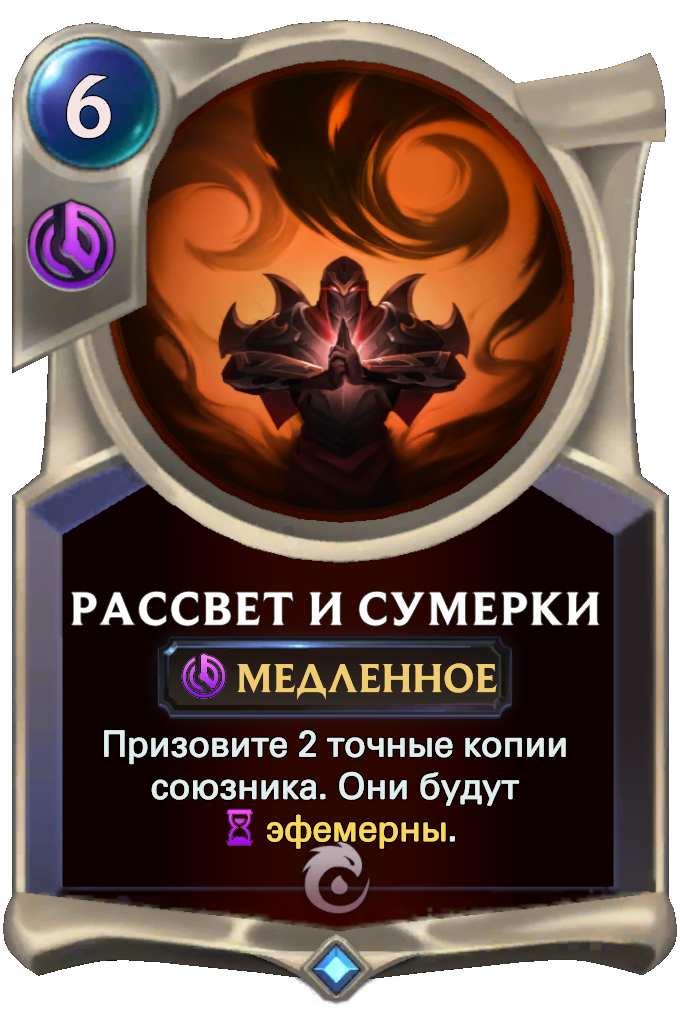 6
РАССВЕТ И СУМЕРКИ
МЕДЛЕННОЕ
Призовите 2 точные копии
союзника. Они будут
эфемерны.